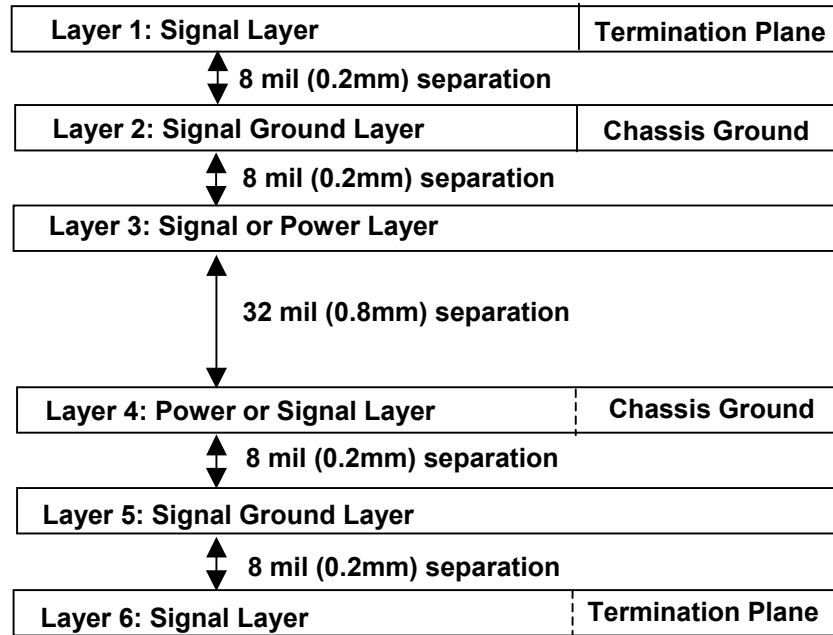 Layer 1: Signal Layer
Termination Plane
8 mil (0.2mm) separation
Layer 2: Signal Ground Layer
Chassis Ground
8 mil (0.2mm) separation
Layer 3: Signal or Power Layer
32 mil (0.8mm) separation
Layer 4: Power or Signal Layer
Chassis Ground
8 mil (0.2mm) separation
Layer 5: Signal Ground Layer
8 mil (0.2mm) separation
Layer 6: Signal Layer
Termination Plane